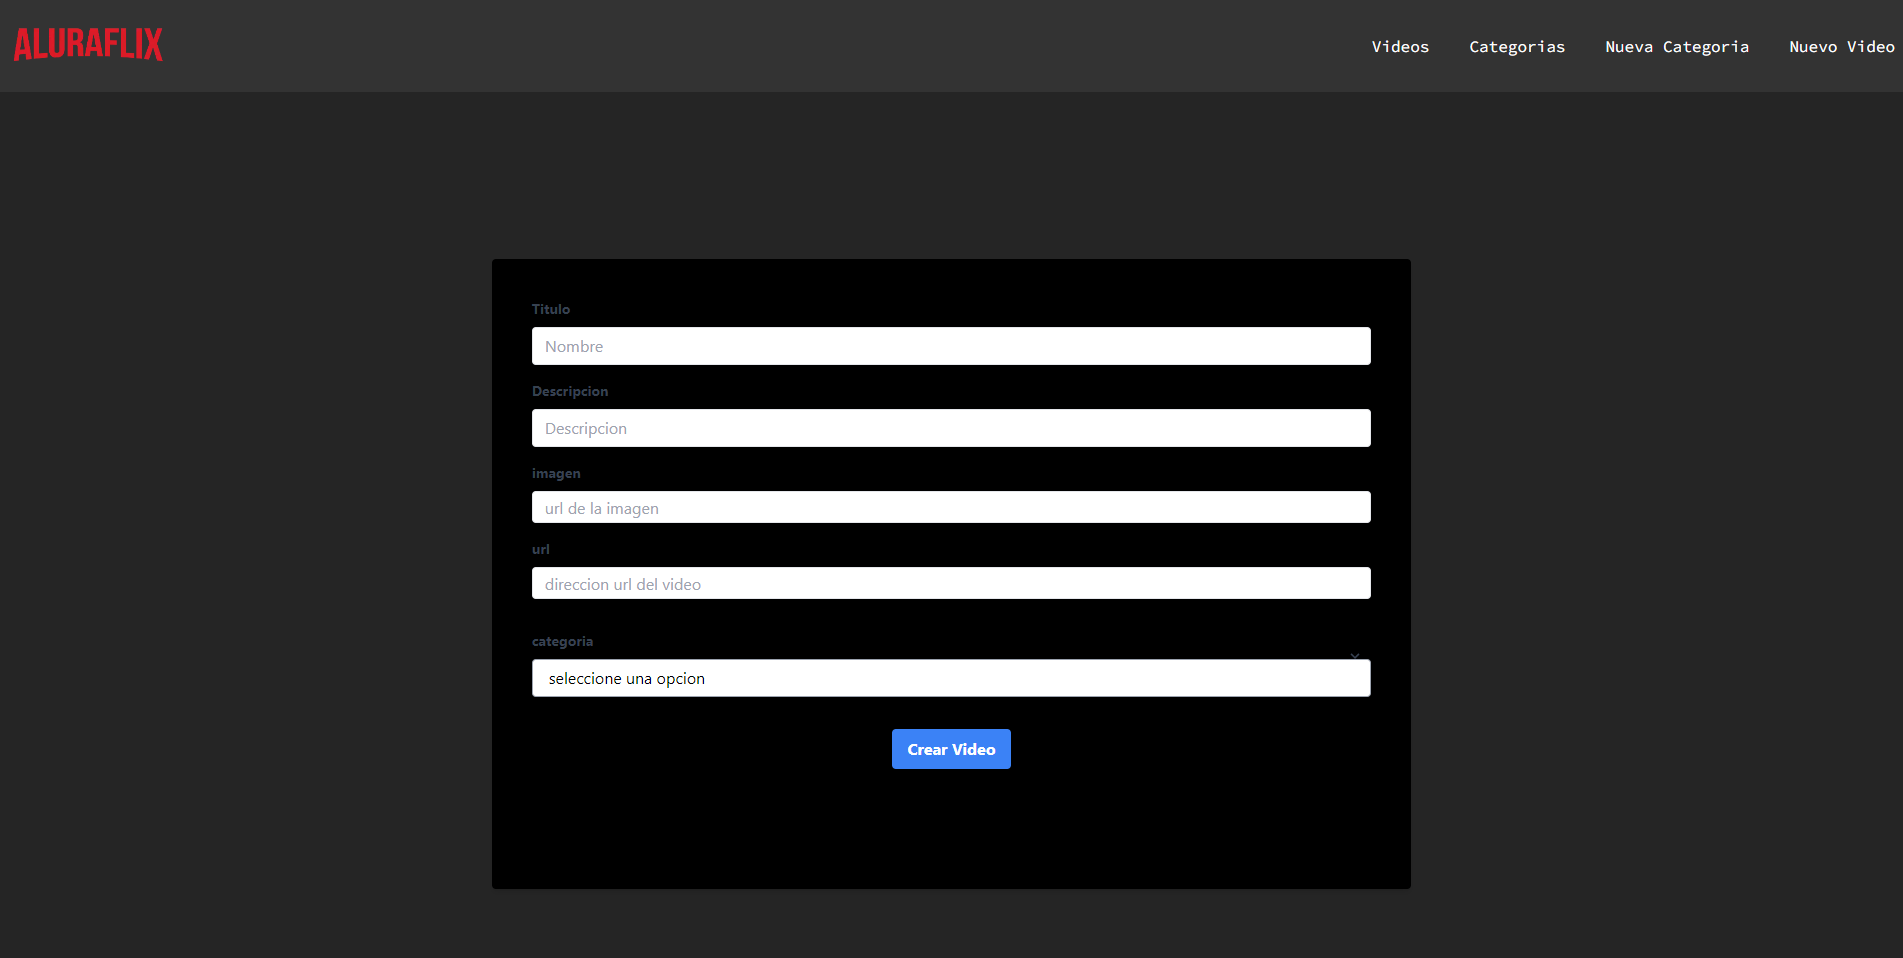 ALURAFLIX
Videos Categorias Nueva Categoria Nuevo Video
Titulo
Nombre
Descripcion
Descripcion
imagen
url de la imagen
url
direccion url del video
categoria
seleccione una opcion
Crear Video